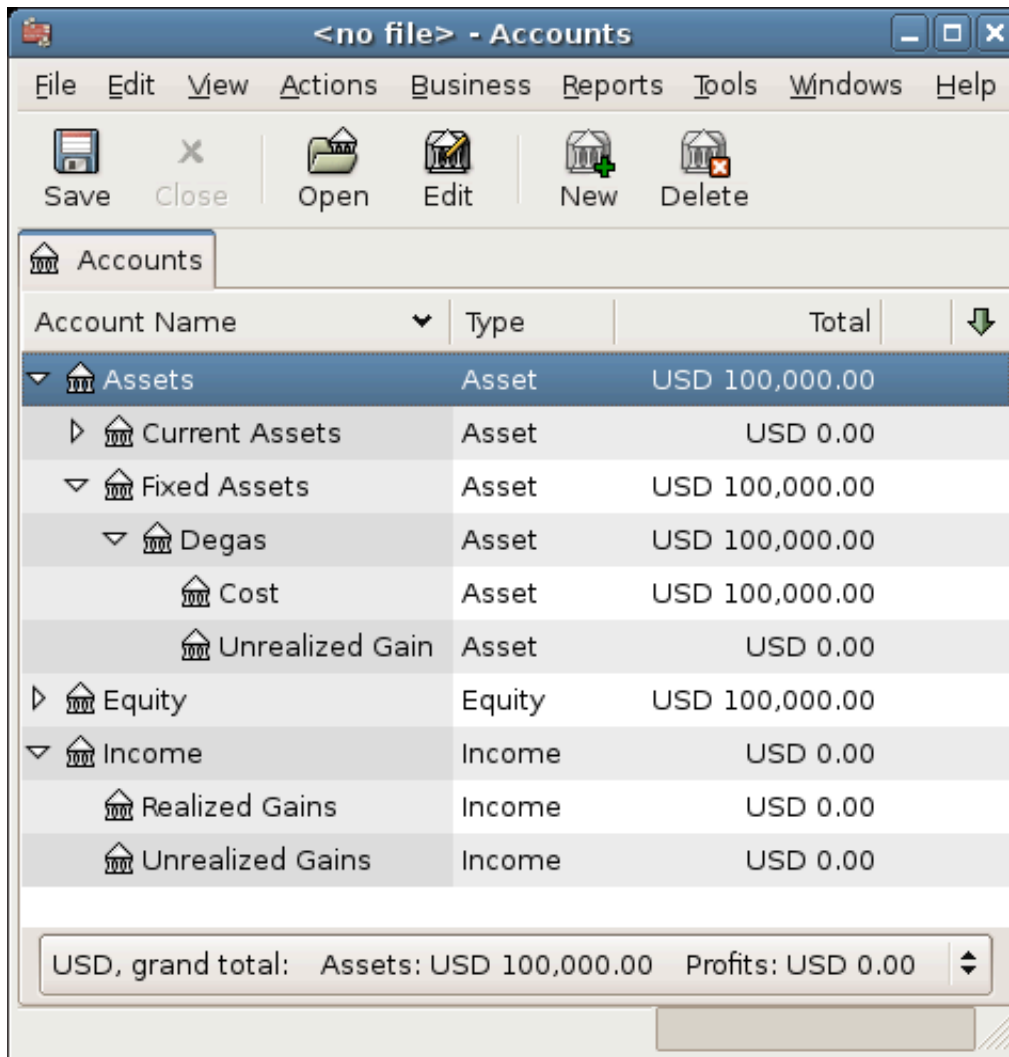 <no file> - Accounts
File Edit View Actions Business Reports Tools Windows Help
Save Close Open Edit New Delete
Accounts
Account Name Type Total
Assets Asset USD 100,000.00
Current Assets Asset USD 0.00
Fixed Assets Asset USD 100,000.00
Degas Asset USD 100,000.00
Cost Asset USD 100,000.00
Unrealized Gain Asset USD 0.00
Equity Equity USD 100,000.00
Income Income USD 0.00
Realized Gains Income USD 0.00
Unrealized Gains Income USD 0.00
USD, grand total: Assets: USD 100,000.00 Profits: USD 0.00